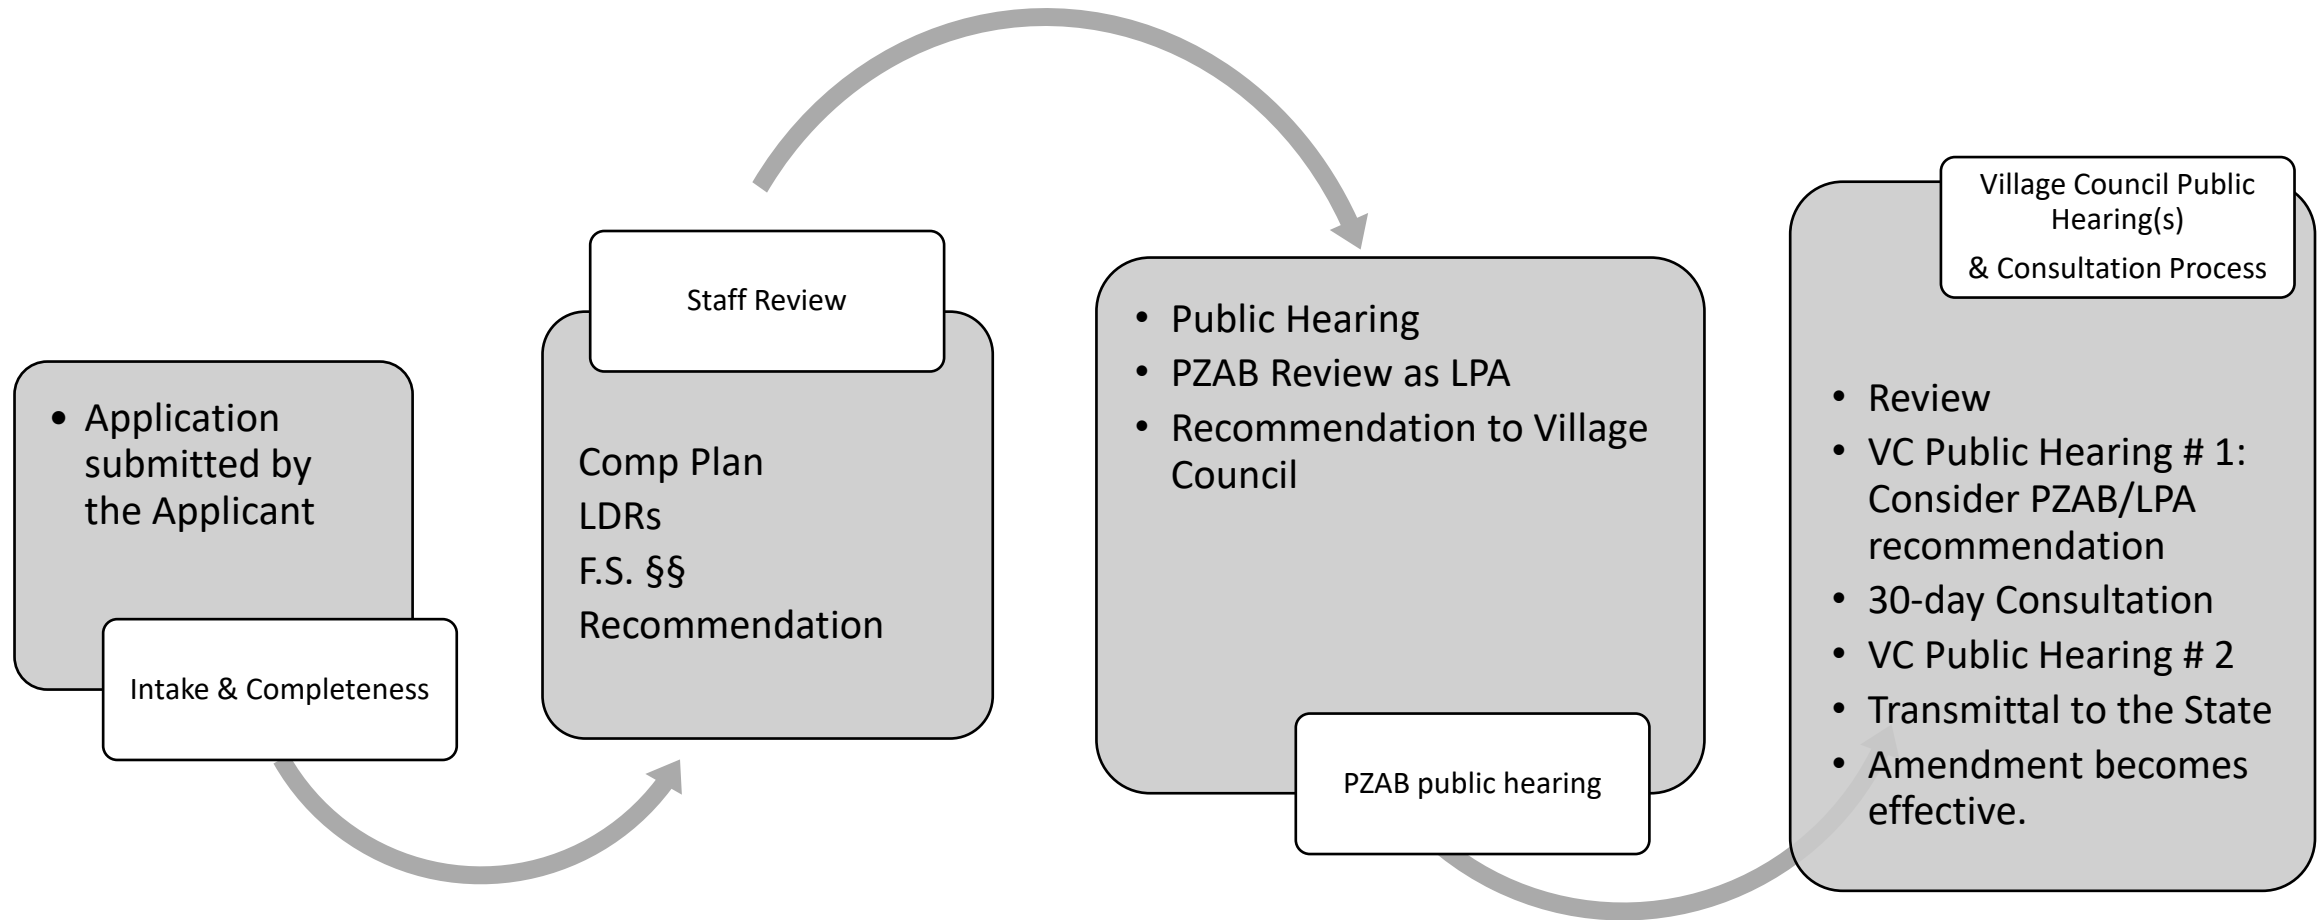 • Application
submitted by
the Applicant
Intake & Completeness
Staff Review
Comp Plan
LDRs
F.S. §§
Recommendation
• Public Hearing
• PZAB Review as LPA
• Recommendation to Village
Council
PZAB public hearing
Village Council Public
Hearing(s)
& Consultation Process
• Review
• VC Public Hearing # 1:
Consider PZAB/LPA
recommendation
• 30-day Consultation
• VC Public Hearing # 2
• Transmittal to the State
• Amendment becomes
effective.